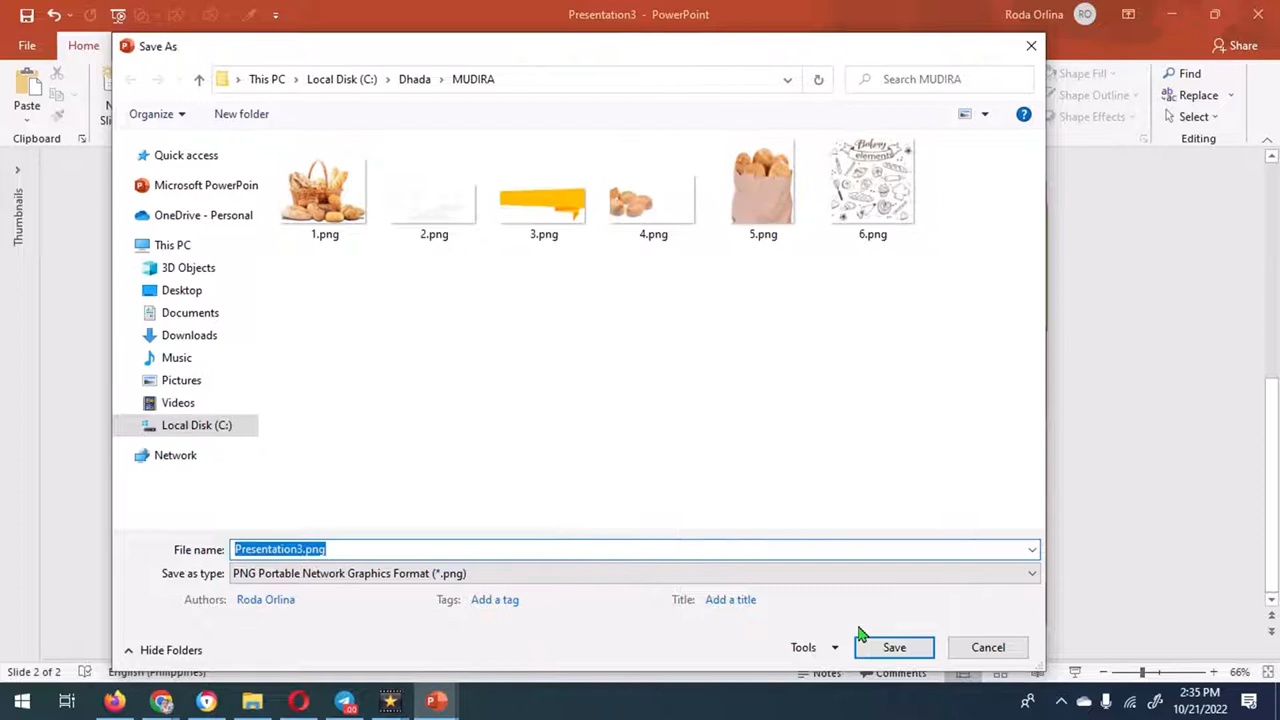 Presentation3 - PowerPoint
Roda Orlina
RO
File
Home
Share
Save As
This PC
Local Disk (C:)
Dhada
MUDIRA
Search MUDIRA
Paste
Clipboard
Shape Fill
Shape Outline
Shape Effects
Find
Replace
Select
Editing
Organize
New folder
Quick access
Microsoft PowerPoin
OneDrive - Personal
This PC
3D Objects
Desktop
Documents
Downloads
Music
Pictures
Videos
Local Disk (C:)
Network
Bakery
elements
1.png
2.png
3.png
4.png
5.png
6.png
Thumbnails
File name: Presentation3.png
Save as type: PNG Portable Network Graphics Format (*.png)
Authors: Roda Orlina
Tags: Add a tag
Title: Add a title
Hide Folders
Tools
Save
Cancel
Slide 2 of 2
English (Philippines)
Notes
Comments
66%
2:35 PM
10/21/2022